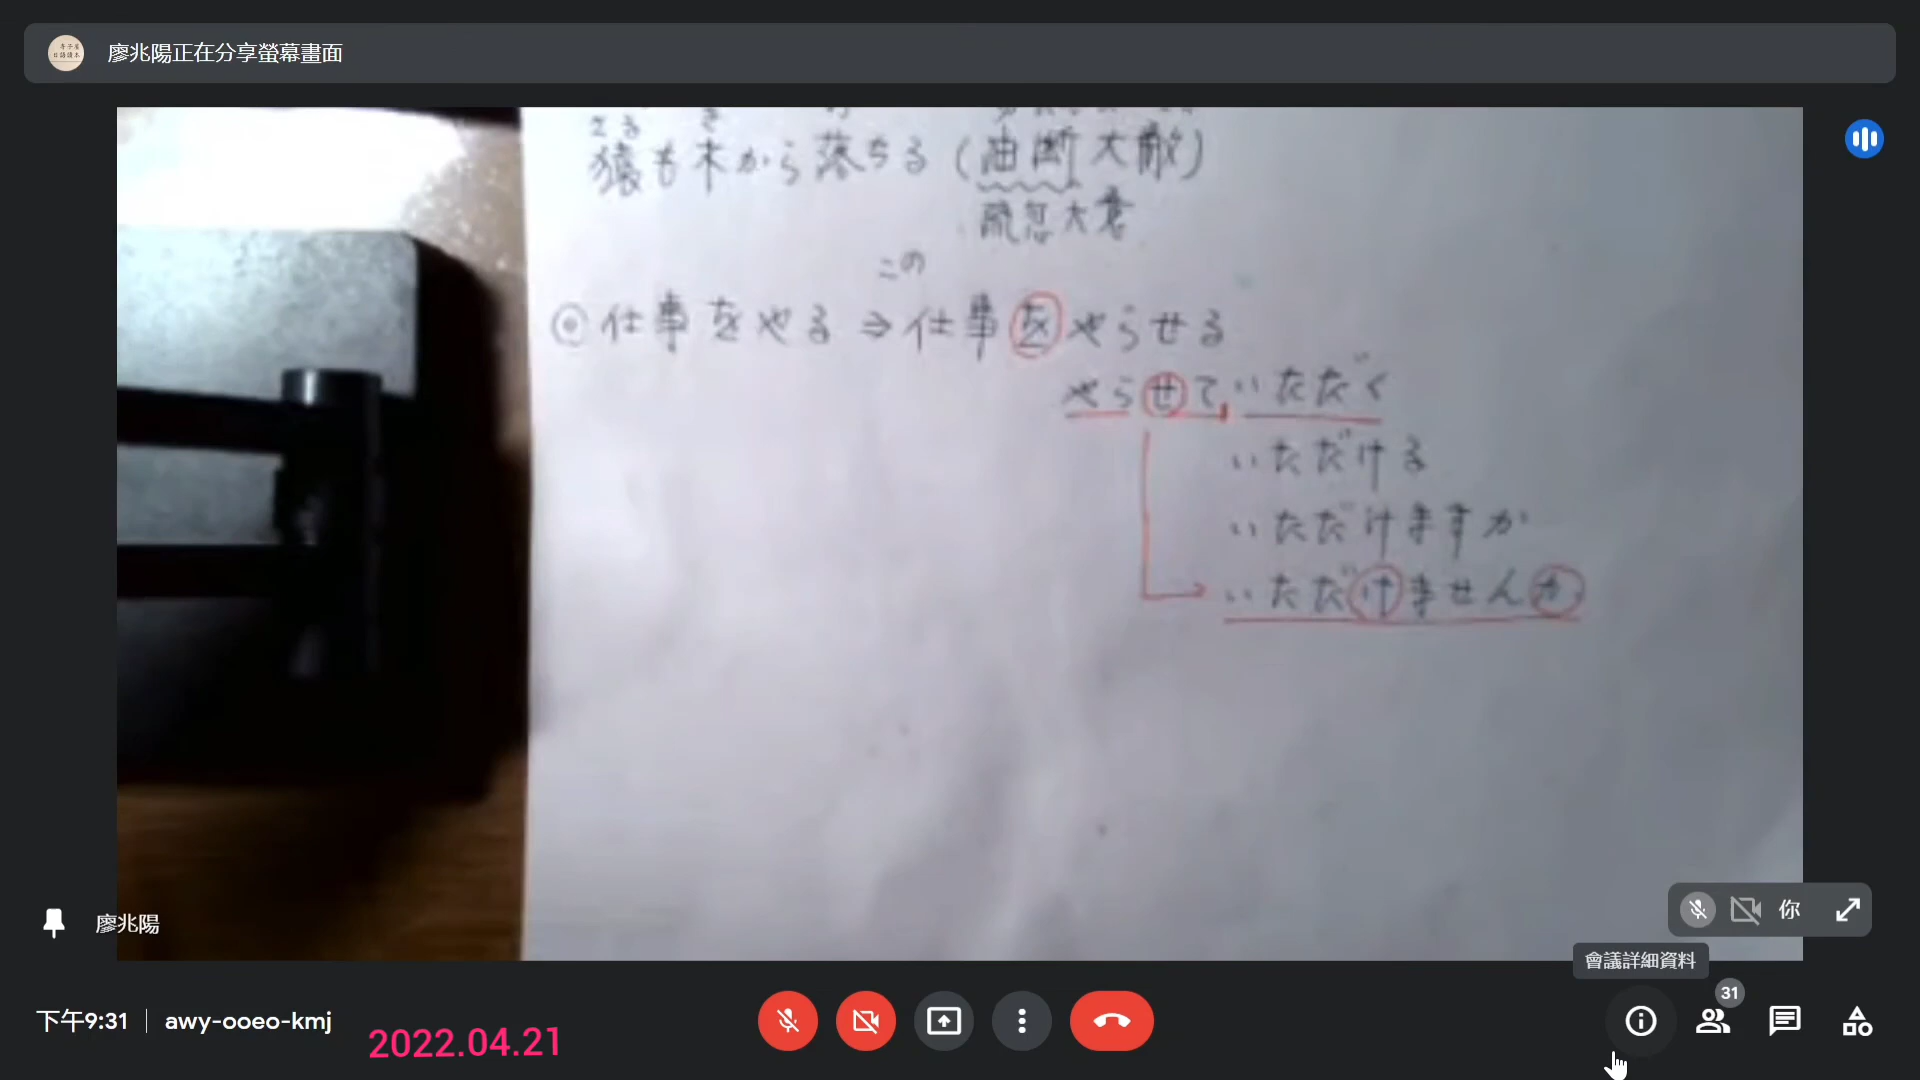 廖兆陽正在分享螢幕畫面
さる き
猿も木から落ちる(油断大敵)
疏忽大意
この
◉仕事をやる⇒仕事をやらせる
やらせていただく
いただける
いただけますか
いただけませんか
廖兆陽
你
會議詳細資料
31
下午9:31 awy-ooeo-kmj
2022.04.21